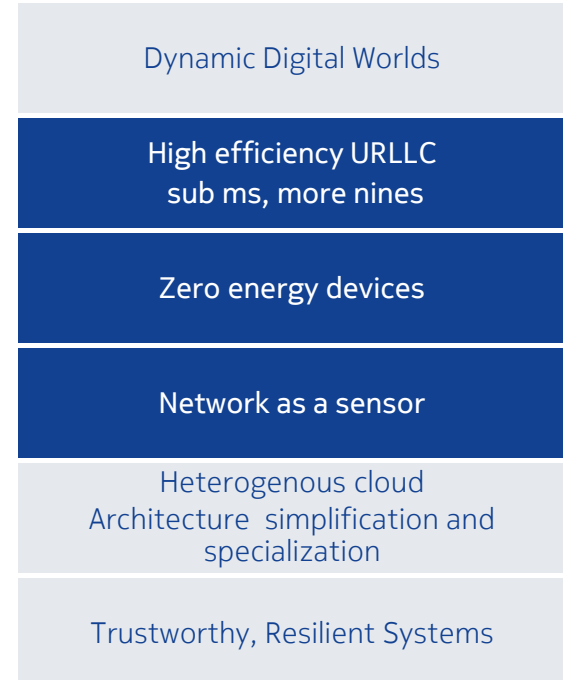 Dynamic Digital Worlds
High efficiency URLLC
sub ms, more nines
Zero energy devices
Network as a sensor
Heterogenous cloud
Architecture simplification and
specialization
Trustworthy, Resilient Systems